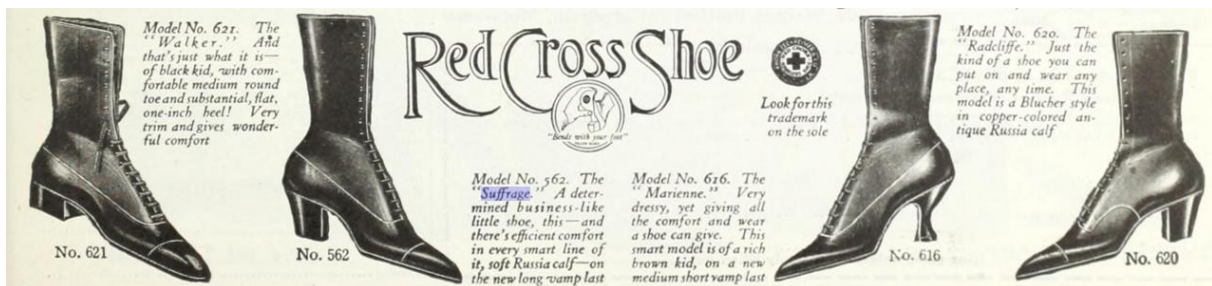 Model No. 621. The
"Walker." And
that's just what it is—
of black kid, with com-
fortable medium round
toe and substantial, flat,
one-inch heel! Very
trim and gives wonder-
ful comfort
No. 621
No. 562
Red Cross Shoe
"Bends with your foot"
TRADE MARK
Model No. 562. The
"Suffrage." A deter-
mined business-like
little shoe, this—and
there's efficient comfort
in every smart line of
it, soft Russia calf—on
the new long vamp last
Model No. 616. The
"Marienne." Very
dressy, yet giving all
the comfort and wear
a shoe can give. This
smart model is of a rich
brown kid, on a new
medium short vamp last
Look for this
trademark
on the sole
No. 616
Model No. 620. The
"Radcliffe." Just the
kind of a shoe you can
put on and wear any
place, any time. This
model is a Blucher style
in copper-colored an-
tique Russia calf
No. 620